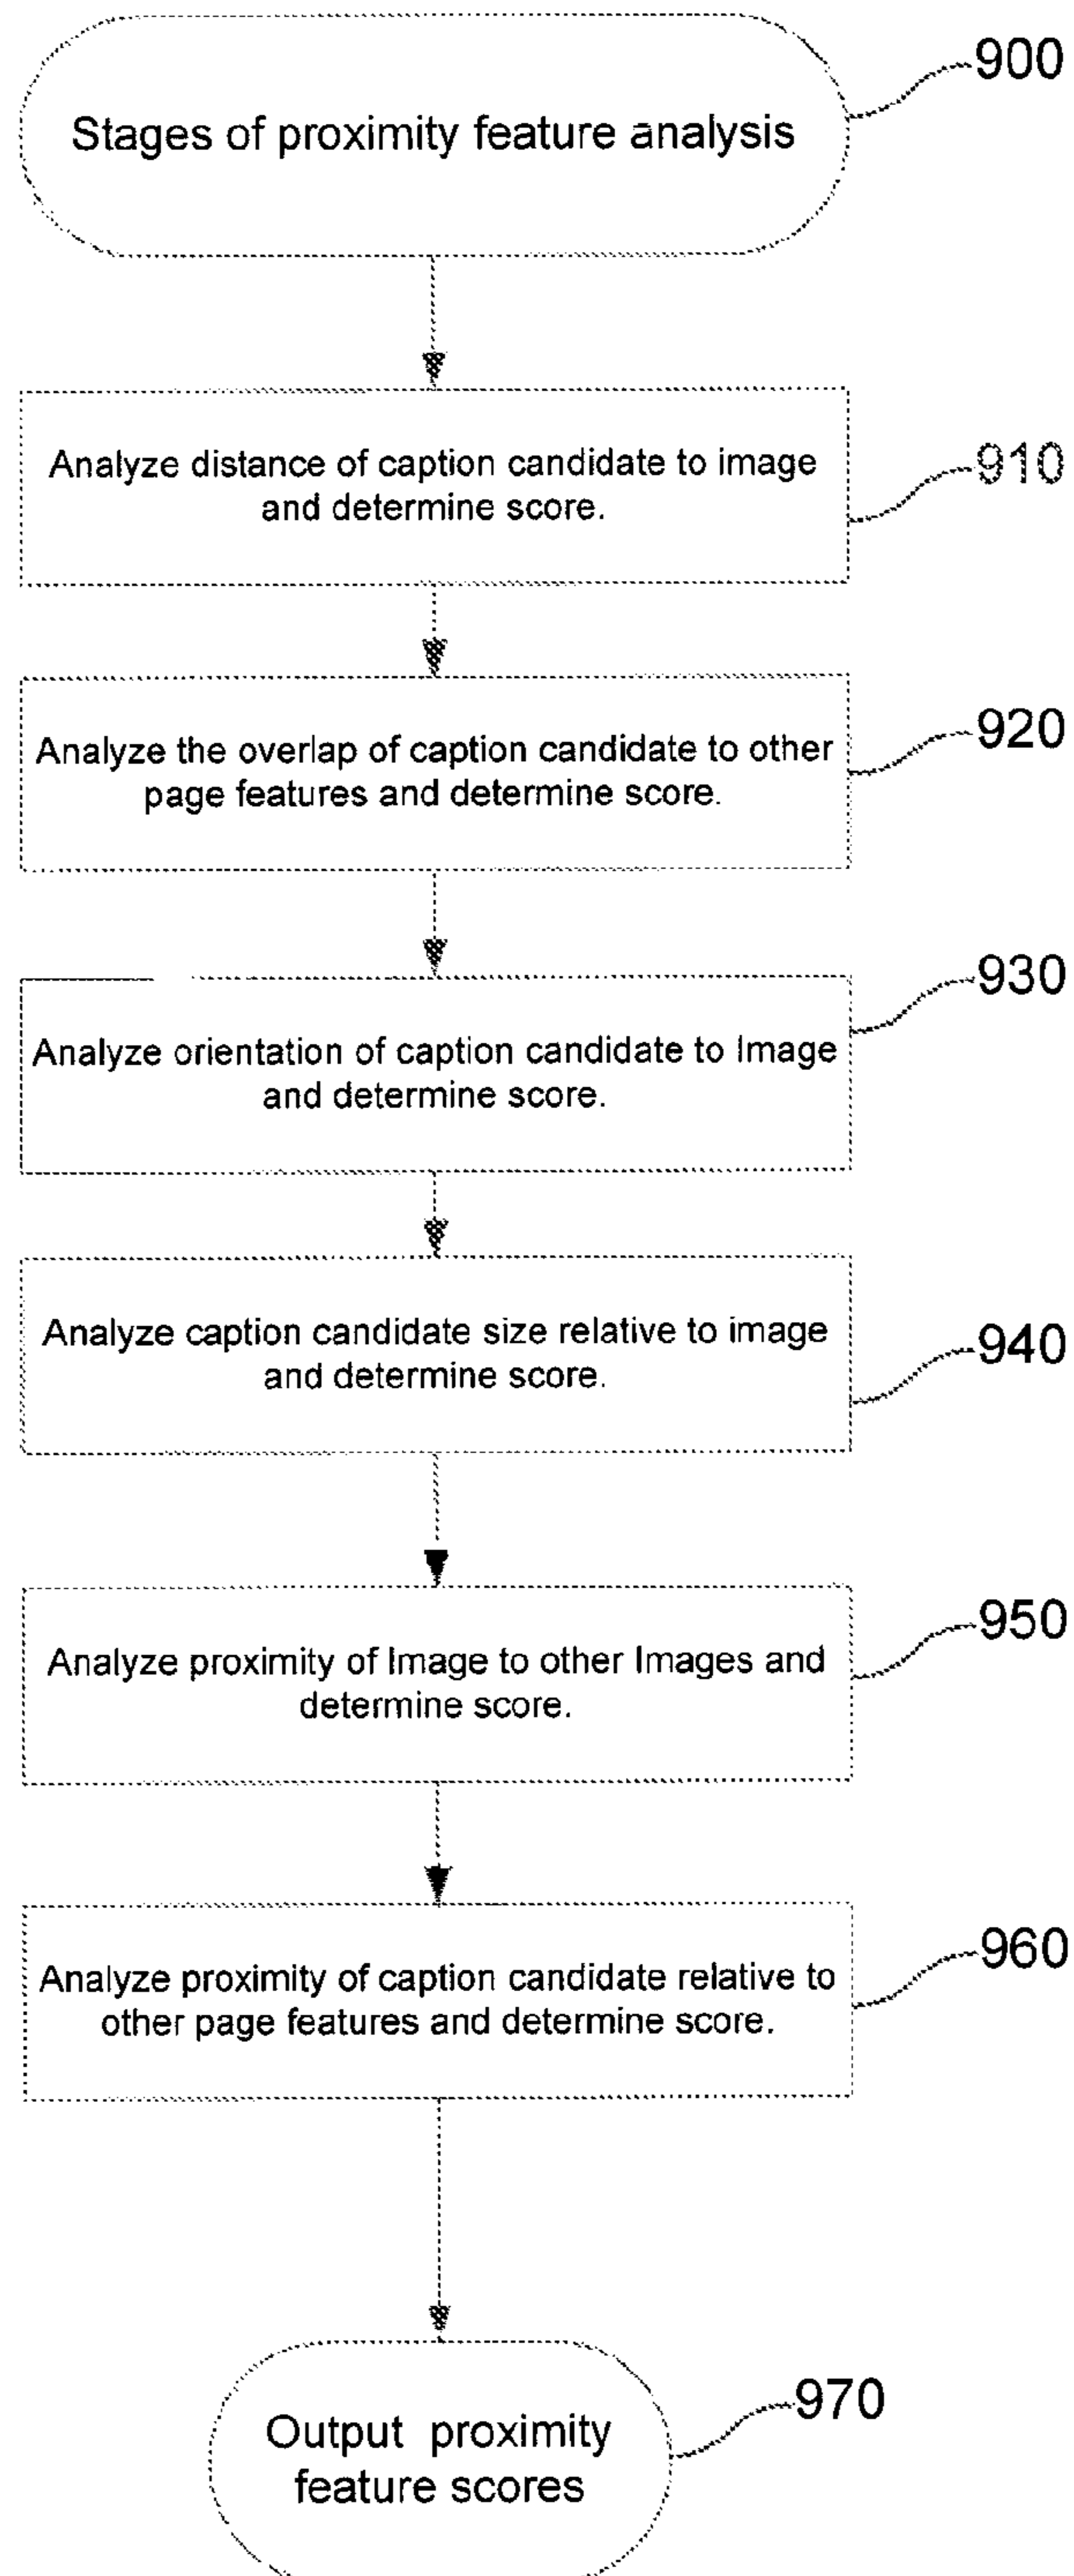 900
Stages of proximity feature analysis
Analyze distance of caption candidate to image
and determine score.
910
Analyze the overlap of caption candidate to other
page features and determine score.
920
930
Analyze orientation of caption candidate to Image
and determine score.
Analyze caption candidate size relative to image
and determine score.
940
950
Analyze proximity of Image to other Images and
determine score.
960
Analyze proximity of caption candidate relative to
other page features and determine score.
970
Output proximity
feature scores